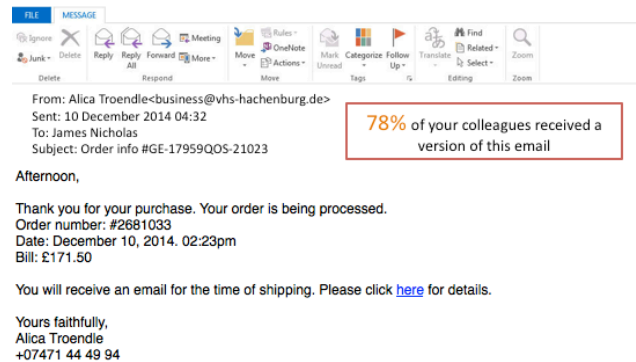 FILE MESSAGE
Ignore
Junk
Delete
Reply
Reply All
Forward
Meeting
More
Move
Rules
OneNote
Actions
Mark Unread
Categorize
Follow Up
Translate
Find
Related
Select
Zoom
Delete Respond Move Tags Editing Zoom
From: Alica Troendle<business@vhs-hachenburg.de>
Sent: 10 December 2014 04:32
To: James Nicholas
Subject: Order info #GE-17959QOS-21023
78% of your colleagues received a
version of this email
Afternoon,
Thank you for your purchase. Your order is being processed.
Order number: #2681033
Date: December 10, 2014. 02:23pm
Bill: £171.50
You will receive an email for the time of shipping. Please click here for details.
Yours faithfully,
Alica Troendle
+07471 44 49 94